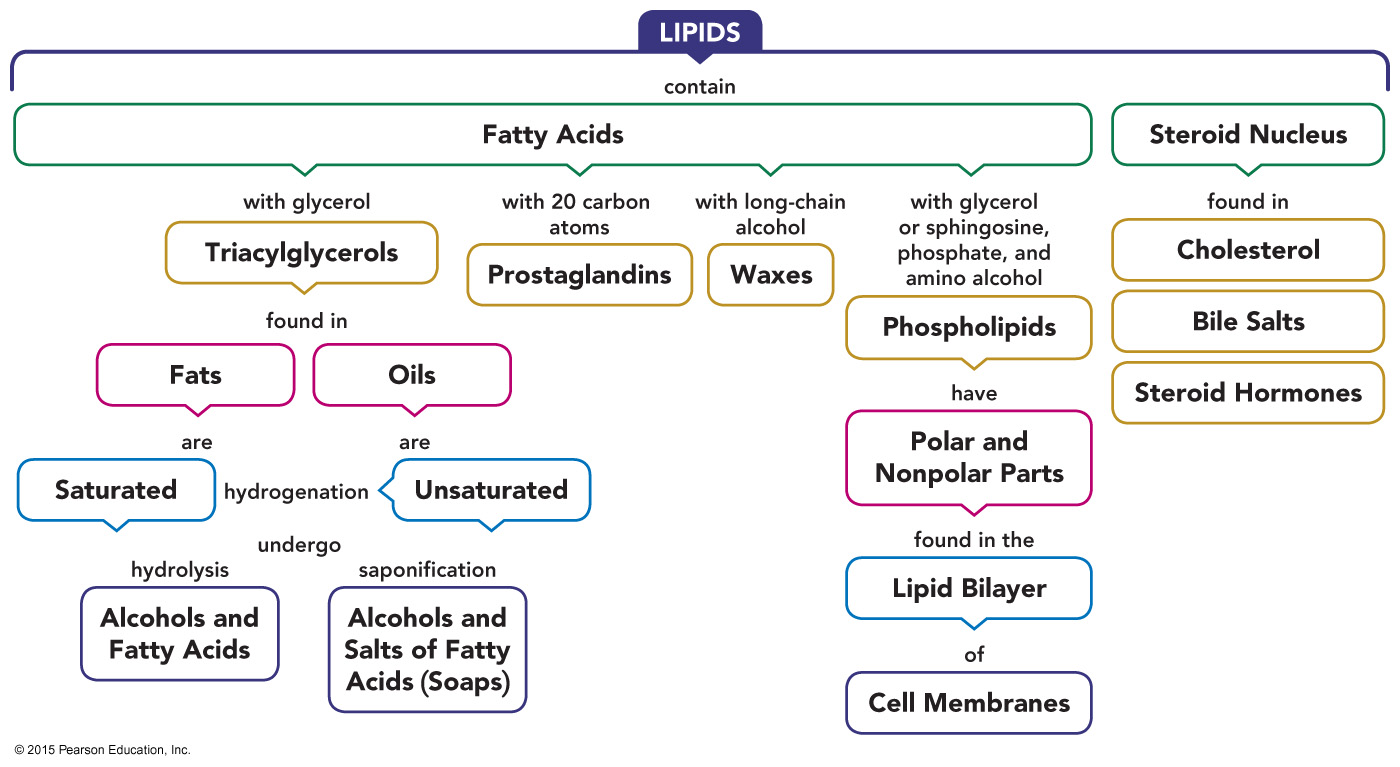 LIPIDS
contain
Fatty Acids
Steroid Nucleus
with glycerol
Triacylglycerols
found in
Fats
Oils
are
are
Saturated
hydrogenation
Unsaturated
undergo
hydrolysis
saponification
Alcohols and
Fatty Acids
Alcohols and
Salts of Fatty
Acids (Soaps)
with 20 carbon
atoms
Prostaglandins
with long-chain
alcohol
Waxes
with glycerol
or sphingosine,
phosphate, and
amino alcohol
Phospholipids
have
Polar and
Nonpolar Parts
found in the
Lipid Bilayer
of
Cell Membranes
found in
Cholesterol
Bile Salts
Steroid Hormones
© 2015 Pearson Education, Inc.